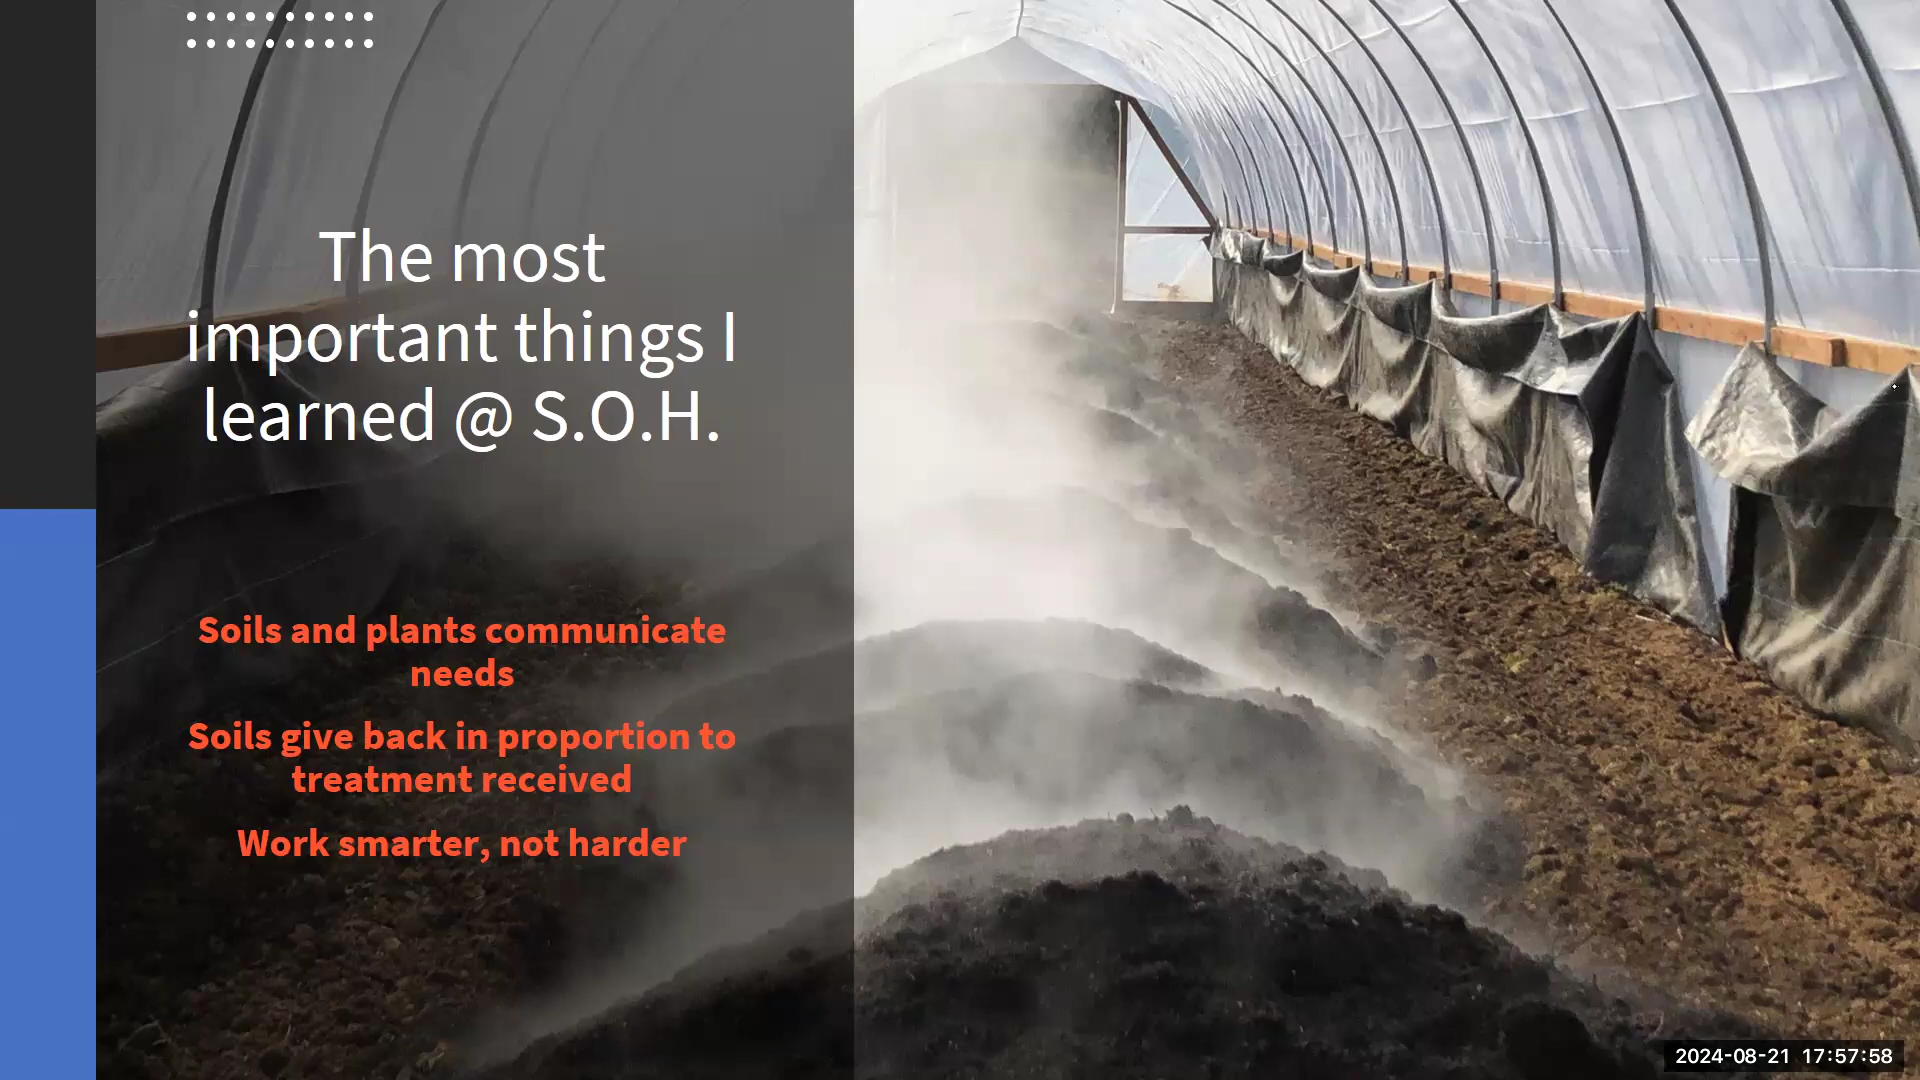 The most
important things I
learned @ S.O.H.
Soils and plants communicate
needs
Soils give back in proportion to
treatment received
Work smarter, not harder
2024-08-21 17:57:58